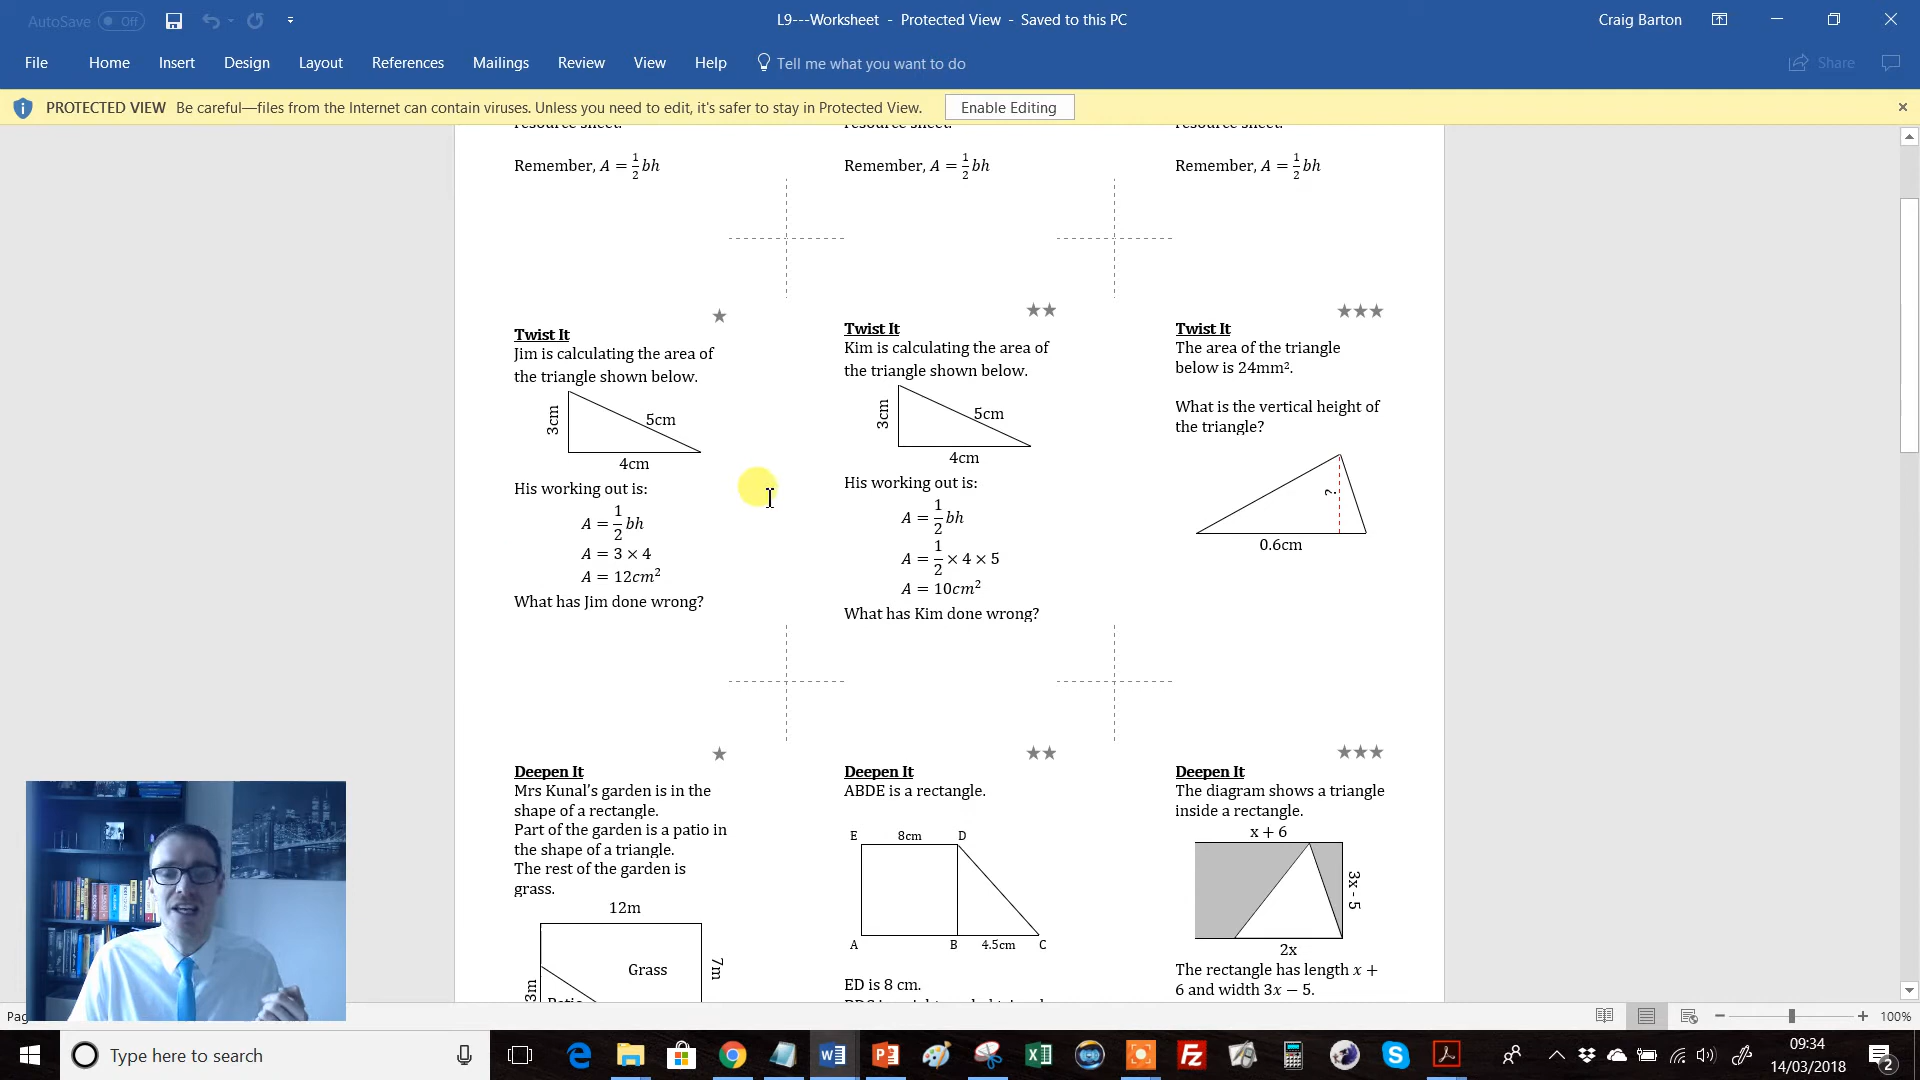 AutoSave Off
L9---Worksheet - Protected View - Saved to this PC
Craig Barton
File Home Insert Design Layout References Mailings Review View Help Tell me what you want to do
Share
PROTECTED VIEW Be careful—files from the Internet can contain viruses. Unless you need to edit, it's safer to stay in Protected View. Enable Editing
resource sheet.
Remember, A = 1/2 bh
resource sheet.
Remember, A = 1/2 bh
resource sheet.
Remember, A = 1/2 bh
★
Twist It
Jim is calculating the area of
the triangle shown below.
3cm
5cm
4cm
His working out is:
A = 1/2 bh
A = 3 × 4
A = 12cm²
What has Jim done wrong?
★★
Twist It
Kim is calculating the area of
the triangle shown below.
3cm
5cm
4cm
His working out is:
A = 1/2 bh
A = 1/2 × 4 × 5
A = 10cm²
What has Kim done wrong?
★★★
Twist It
The area of the triangle
below is 24mm².
What is the vertical height of
the triangle?
?
0.6cm
★
Deepen It
Mrs Kunal's garden is in the
shape of a rectangle.
Part of the garden is a patio in
the shape of a triangle.
The rest of the garden is
grass.
12m
Grass
7m
3m
Patio
★★
Deepen It
ABDE is a rectangle.
E 8cm D
A B 4.5cm C
ED is 8 cm.
★★★
Deepen It
The diagram shows a triangle
inside a rectangle.
x + 6
3x - 5
2x
The rectangle has length x +
6 and width 3x − 5.
100%
Type here to search
09:34
14/03/2018
2